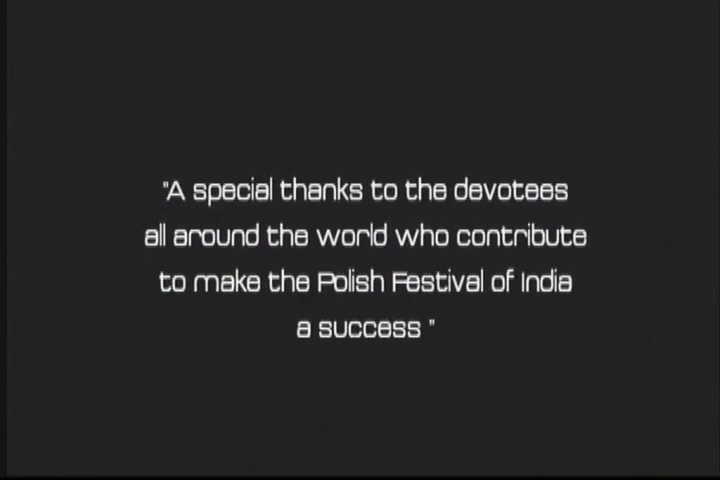 "A special thanks to the devotees
all around the world who contribute
to make the Polish Festival of India
a success "